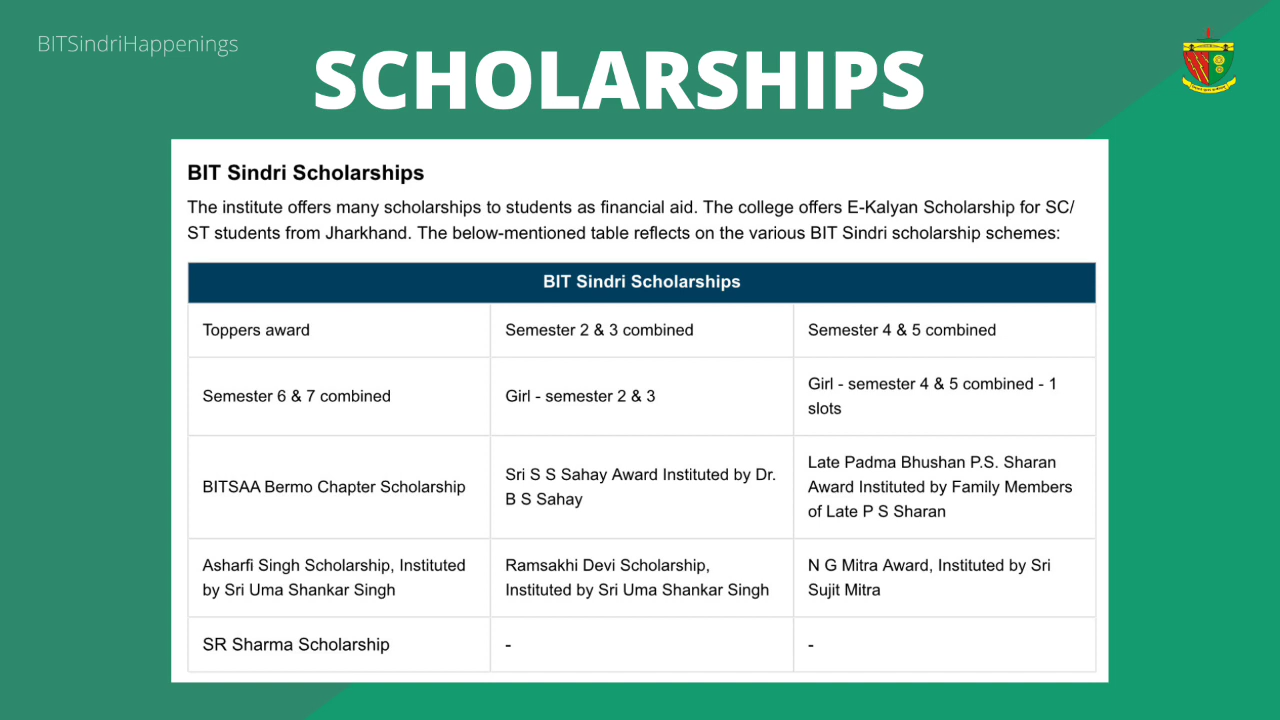 BITSindriHappenings
SCHOLARSHIPS
BIT Sindri Scholarships
The institute offers many scholarships to students as financial aid. The college offers E-Kalyan Scholarship for SC/
ST students from Jharkhand. The below-mentioned table reflects on the various BIT Sindri scholarship schemes:
BIT Sindri Scholarships
Toppers award
Semester 2 & 3 combined
Semester 4 & 5 combined
Semester 6 & 7 combined
Girl - semester 2 & 3
Girl - semester 4 & 5 combined - 1
slots
BITSAA Bermo Chapter Scholarship
Sri S S Sahay Award Instituted by Dr.
B S Sahay
Late Padma Bhushan P.S. Sharan
Award Instituted by Family Members
of Late P S Sharan
Asharfi Singh Scholarship, Instituted
by Sri Uma Shankar Singh
Ramsakhi Devi Scholarship,
Instituted by Sri Uma Shankar Singh
N G Mitra Award, Instituted by Sri
Sujit Mitra
SR Sharma Scholarship
-
-